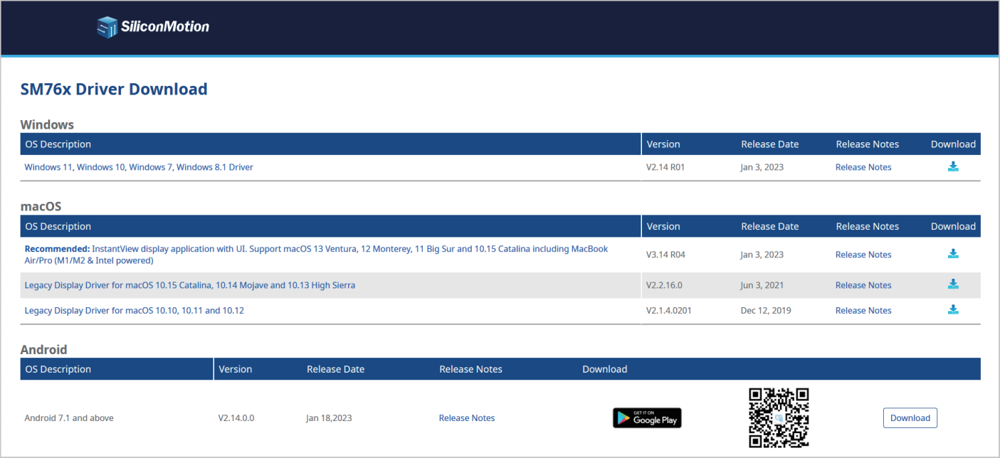 SiliconMotion
SM76x Driver Download
Windows
OS Description Version Release Date Release Notes Download
Windows 11, Windows 10, Windows 7, Windows 8.1 Driver V2.14 R01 Jan 3, 2023 Release Notes
macOS
OS Description Version Release Date Release Notes Download
Recommended: InstantView display application with UI. Support macOS 13 Ventura, 12 Monterey, 11 Big Sur and 10.15 Catalina including MacBook
Air/Pro (M1/M2 & Intel powered) V3.14 R04 Jan 3, 2023 Release Notes
Legacy Display Driver for macOS 10.15 Catalina, 10.14 Mojave and 10.13 High Sierra V2.2.16.0 Jun 3, 2021 Release Notes
Legacy Display Driver for macOS 10.10, 10.11 and 10.12 V2.1.4.0201 Dec 12, 2019 Release Notes
Android
OS Description Version Release Date Release Notes Download
Android 7.1 and above V2.14.0.0 Jan 18,2023 Release Notes GET IT ON Google Play Download